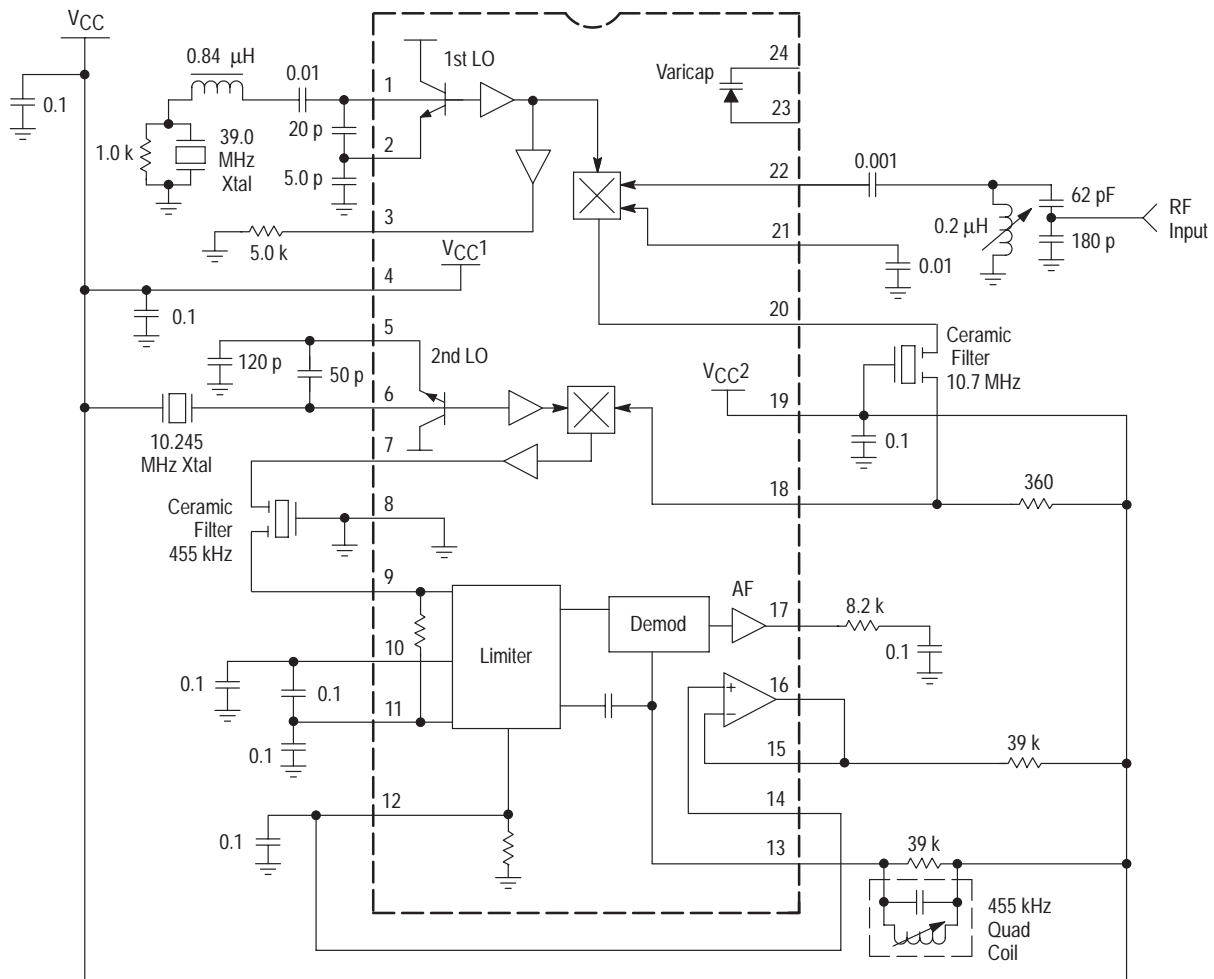 VCC
0.1
0.84 µH
0.01
1.0 k
39.0
MHz
Xtal
1
20 p
2
5.0 p
1st LO
3
5.0 k
VCC1
4
0.1
5
120 p
50 p
2nd LO
6
10.245
MHz Xtal
7
Ceramic
Filter
455 kHz
8
9
10
0.1
0.1
11
0.1
Limiter
12
0.1
Demod
AF
Varicap
24
23
22
0.001
62 pF
RF
Input
0.2 µH
180 p
21
0.01
20
Ceramic
Filter
10.7 MHz
VCC2
19
0.1
18
360
17
8.2 k
0.1
16
+
–
15
39 k
14
13
39 k
455 kHz
Quad
Coil